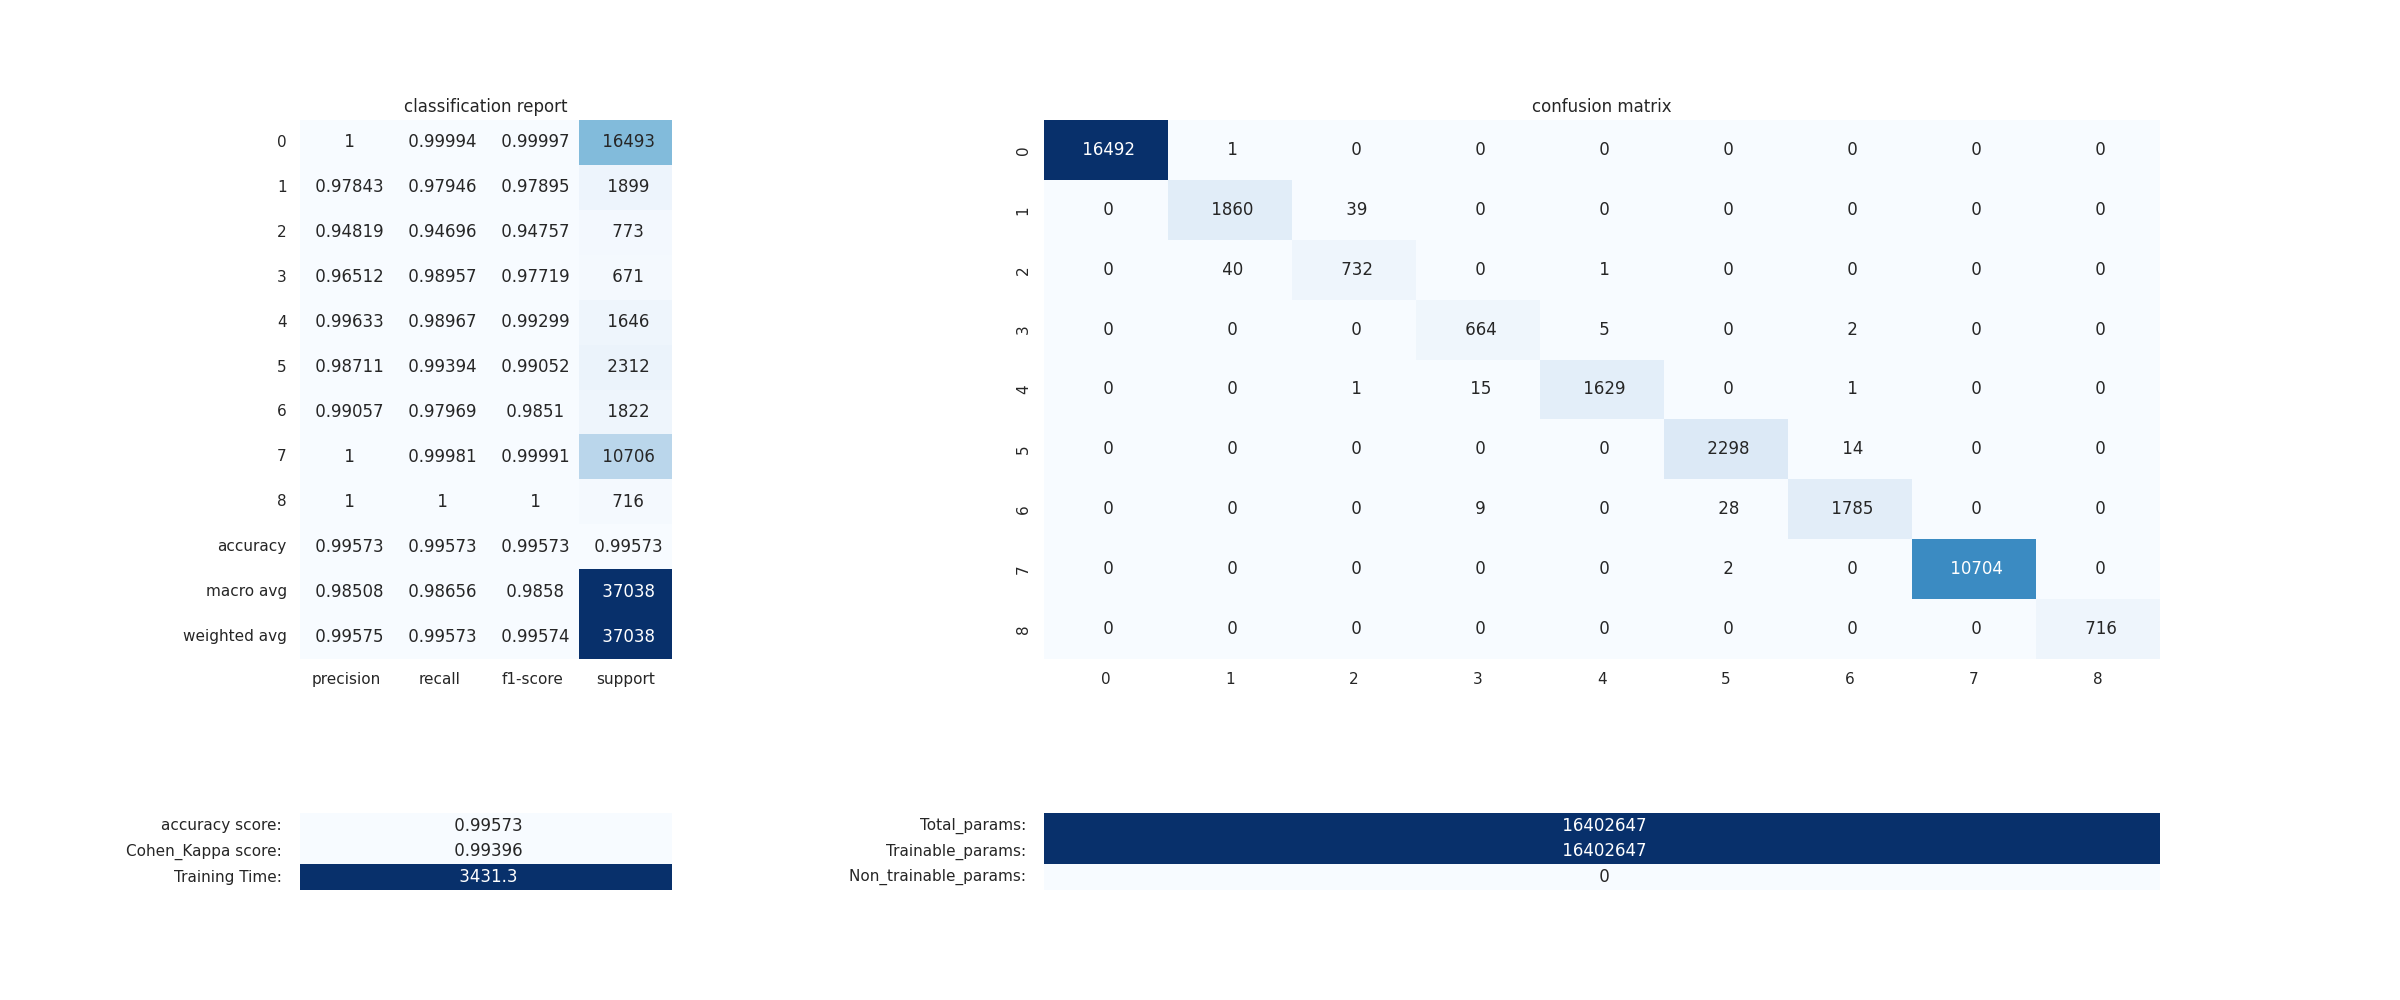 classification report
0 1 0.99994 0.99997 16493
1 0.97843 0.97946 0.97895 1899
2 0.94819 0.94696 0.94757 773
3 0.96512 0.98957 0.97719 671
4 0.99633 0.98967 0.99299 1646
5 0.98711 0.99394 0.99052 2312
6 0.99057 0.97969 0.9851 1822
7 1 0.99981 0.99991 10706
8 1 1 1 716
accuracy 0.99573 0.99573 0.99573 0.99573
macro avg 0.98508 0.98656 0.9858 37038
weighted avg 0.99575 0.99573 0.99574 37038
precision recall f1-score support
confusion matrix
0 16492 1 0 0 0 0 0 0 0
1 0 1860 39 0 0 0 0 0 0
2 0 40 732 0 1 0 0 0 0
3 0 0 0 664 5 0 2 0 0
4 0 0 1 15 1629 0 1 0 0
5 0 0 0 0 0 2298 14 0 0
6 0 0 0 9 0 28 1785 0 0
7 0 0 0 0 0 2 0 10704 0
8 0 0 0 0 0 0 0 0 716
0 1 2 3 4 5 6 7 8
accuracy score: 0.99573
Cohen_Kappa score: 0.99396
Training Time: 3431.3
Total_params: 16402647
Trainable_params: 16402647
Non_trainable_params: 0